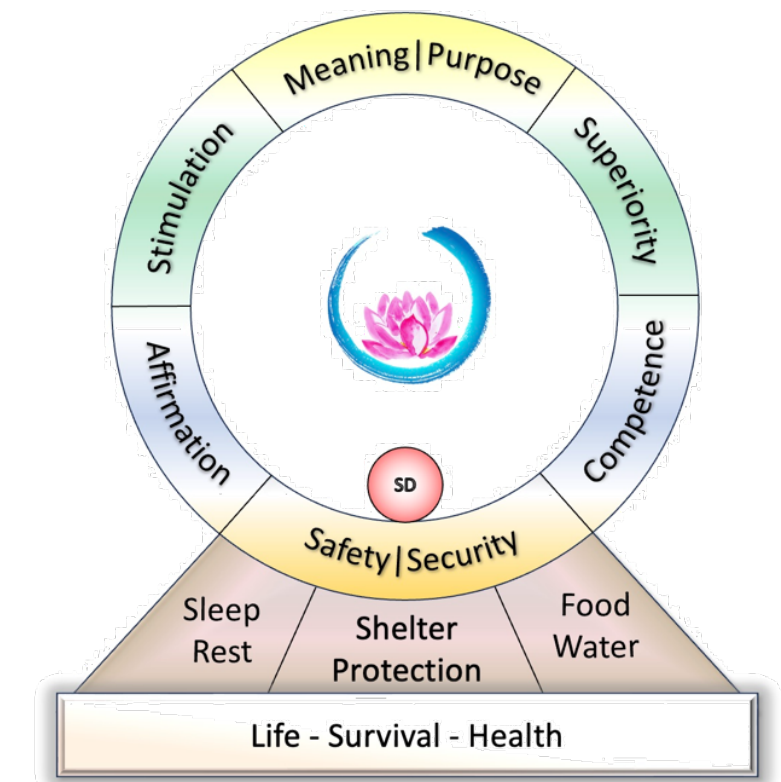 Meaning|Purpose
Stimulation
Superiority
Affirmation
Competence
SD
Safety|Security
Sleep
Rest
Shelter
Protection
Food
Water
Life - Survival - Health